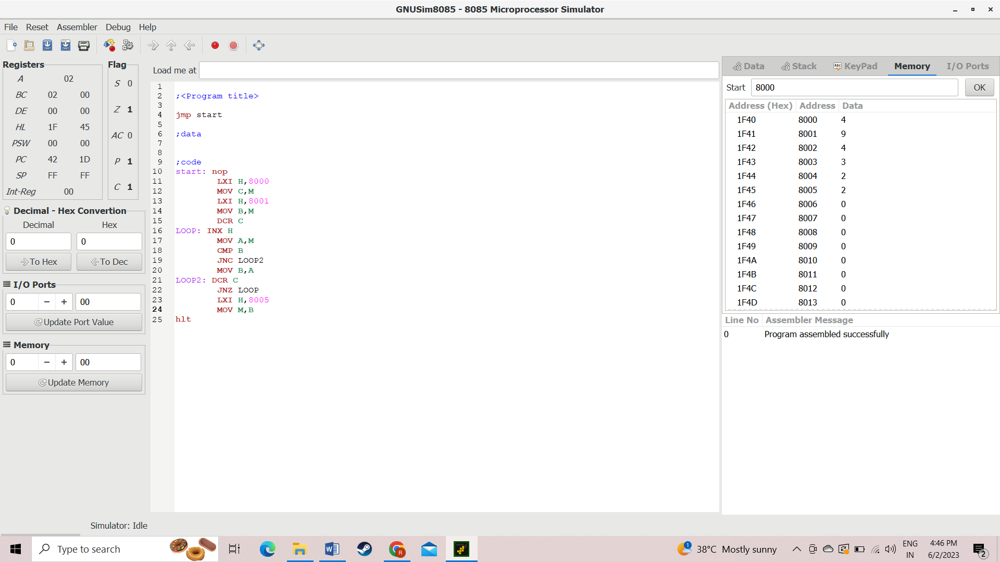 GNUSim8085 - 8085 Microprocessor Simulator
File Reset Assembler Debug Help
Registers
A 02
BC 02 00
DE 00 00
HL 1F 45
PSW 00 00
PC 42 1D
SP FF FF
Int-Reg 00
Flag
S 0
Z 1
AC 0
P 1
C 1
Decimal - Hex Convertion
Decimal Hex
0 0
To Hex To Dec
I/O Ports
0 − + 00
Update Port Value
Memory
0 − + 00
Update Memory
Load me at
1
2 ;<Program title>
3
4 jmp start
5
6 ;data
7
8
9 ;code
10 start: nop
11 LXI H,8000
12 MOV C,M
13 LXI H,8001
14 MOV B,M
15 DCR C
16 LOOP: INX H
17 MOV A,M
18 CMP B
19 JNC LOOP2
20 MOV B,A
21 LOOP2: DCR C
22 JNZ LOOP
23 LXI H,8005
24 MOV M,B
25 hlt
Data Stack Abc KeyPad Memory I/O Ports
Start 8000 OK
Address (Hex) Address Data
1F40 8000 4
1F41 8001 9
1F42 8002 4
1F43 8003 3
1F44 8004 2
1F45 8005 2
1F46 8006 0
1F47 8007 0
1F48 8008 0
1F49 8009 0
1F4A 8010 0
1F4B 8011 0
1F4C 8012 0
1F4D 8013 0
Line No Assembler Message
0 Program assembled successfully
Simulator: Idle
Type to search
W
R
1
38°C Mostly sunny
ENG
IN
4:46 PM
6/2/2023
2